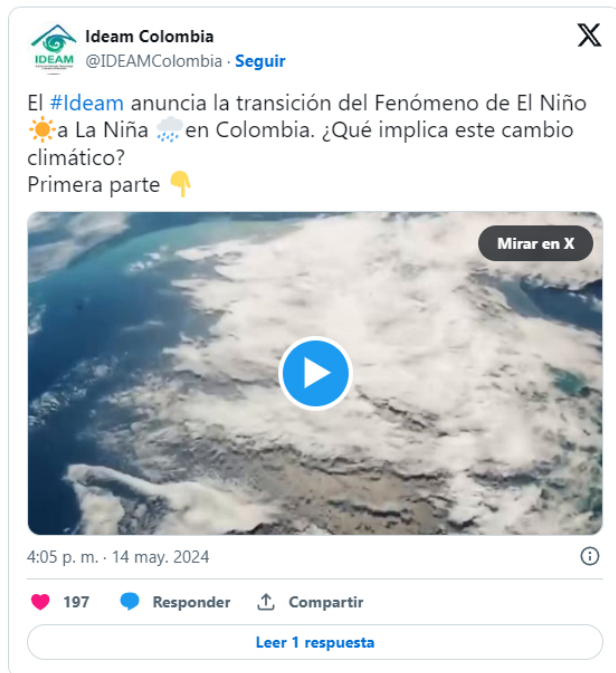 Ideam Colombia
@IDEAMColombia · Seguir
IDEAM
El #Ideam anuncia la transición del Fenómeno de El Niño
☀️a La Niña 🌧️en Colombia. ¿Qué implica este cambio
climático?
Primera parte 👇
Mirar en X
4:05 p. m. · 14 may. 2024
197 Responder Compartir
Leer 1 respuesta